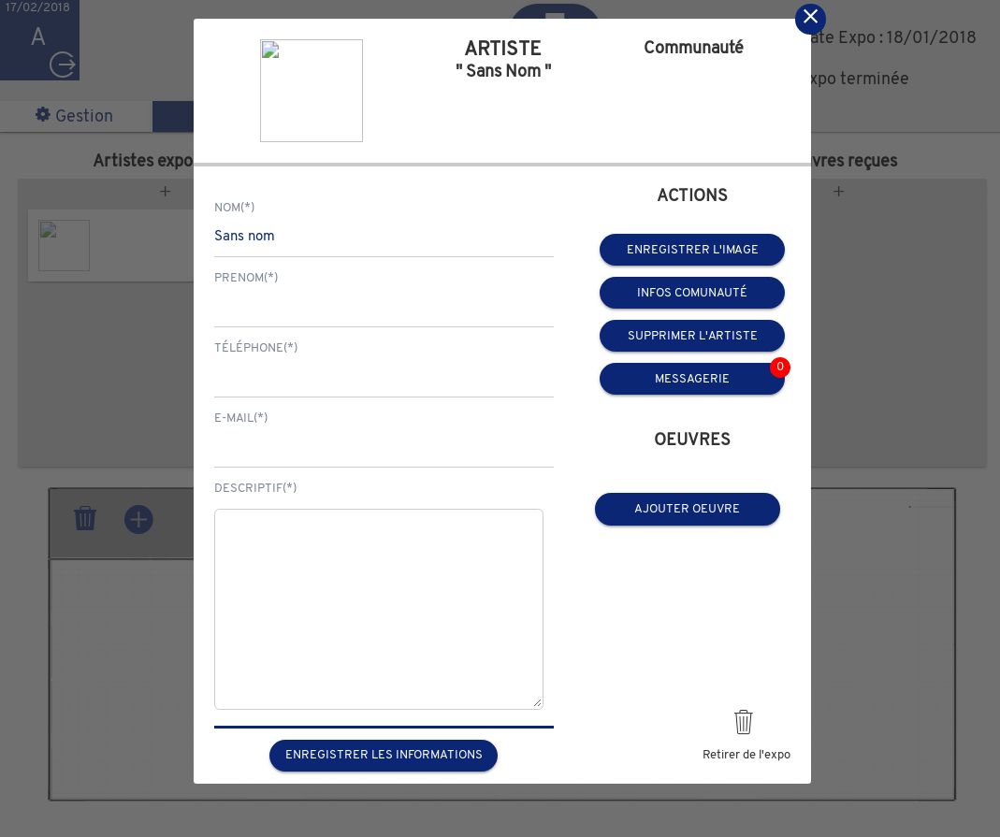 17/02/2018
A
ate Expo : 18/01/2018
xpo terminée
Gestion
Artistes expo
vres reçues
ARTISTE
" Sans Nom "
Communauté
NOM(*)
Sans nom
PRENOM(*)
TÉLÉPHONE(*)
E-MAIL(*)
DESCRIPTIF(*)
ENREGISTRER LES INFORMATIONS
ACTIONS
ENREGISTRER L'IMAGE
INFOS COMUNAUTÉ
SUPPRIMER L'ARTISTE
MESSAGERIE
0
OEUVRES
AJOUTER OEUVRE
Retirer de l'expo